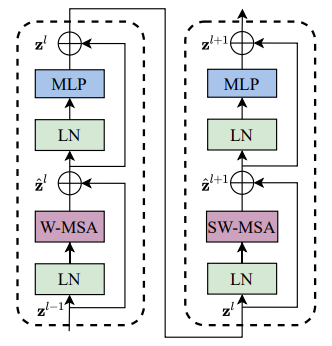 z^l
MLP
LN
ẑ^l
W-MSA
LN
z^{l-1}
z^{l+1}
MLP
LN
ẑ^{l+1}
SW-MSA
LN
z^l